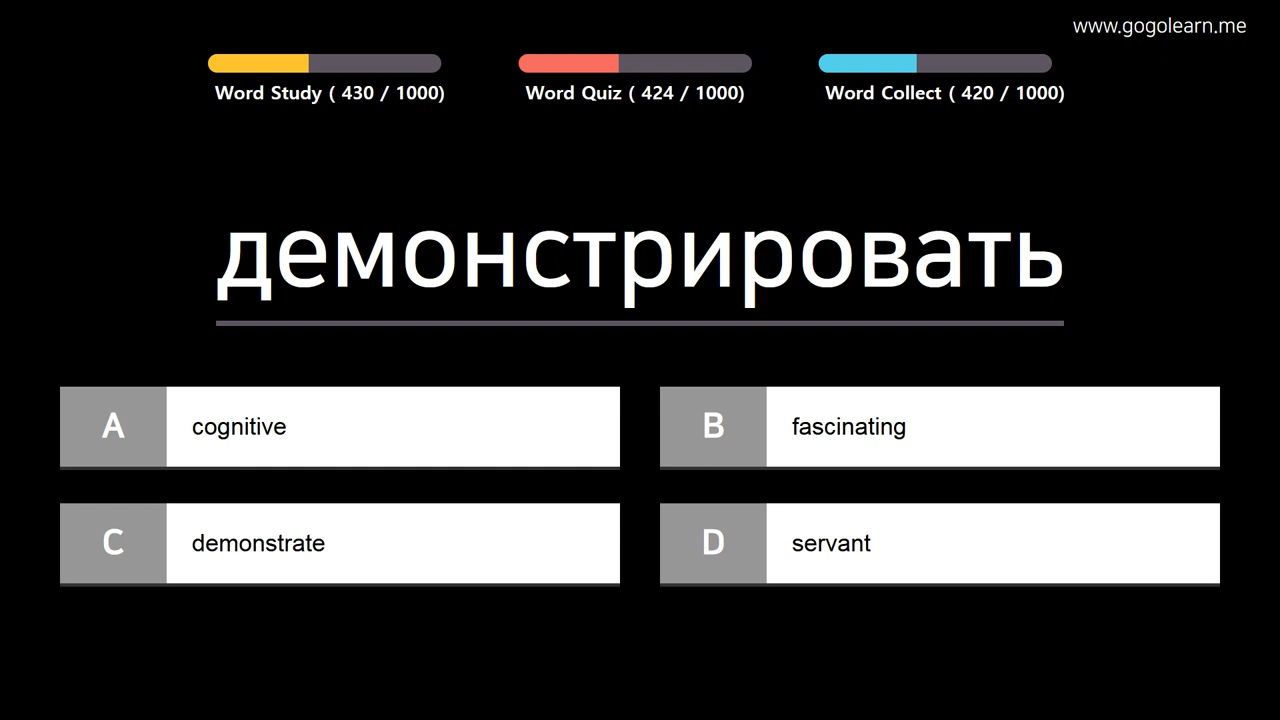 www.gogolearn.me
Word Study ( 430 / 1000)
Word Quiz ( 424 / 1000)
Word Collect ( 420 / 1000)
демонстрировать
A cognitive
B fascinating
C demonstrate
D servant